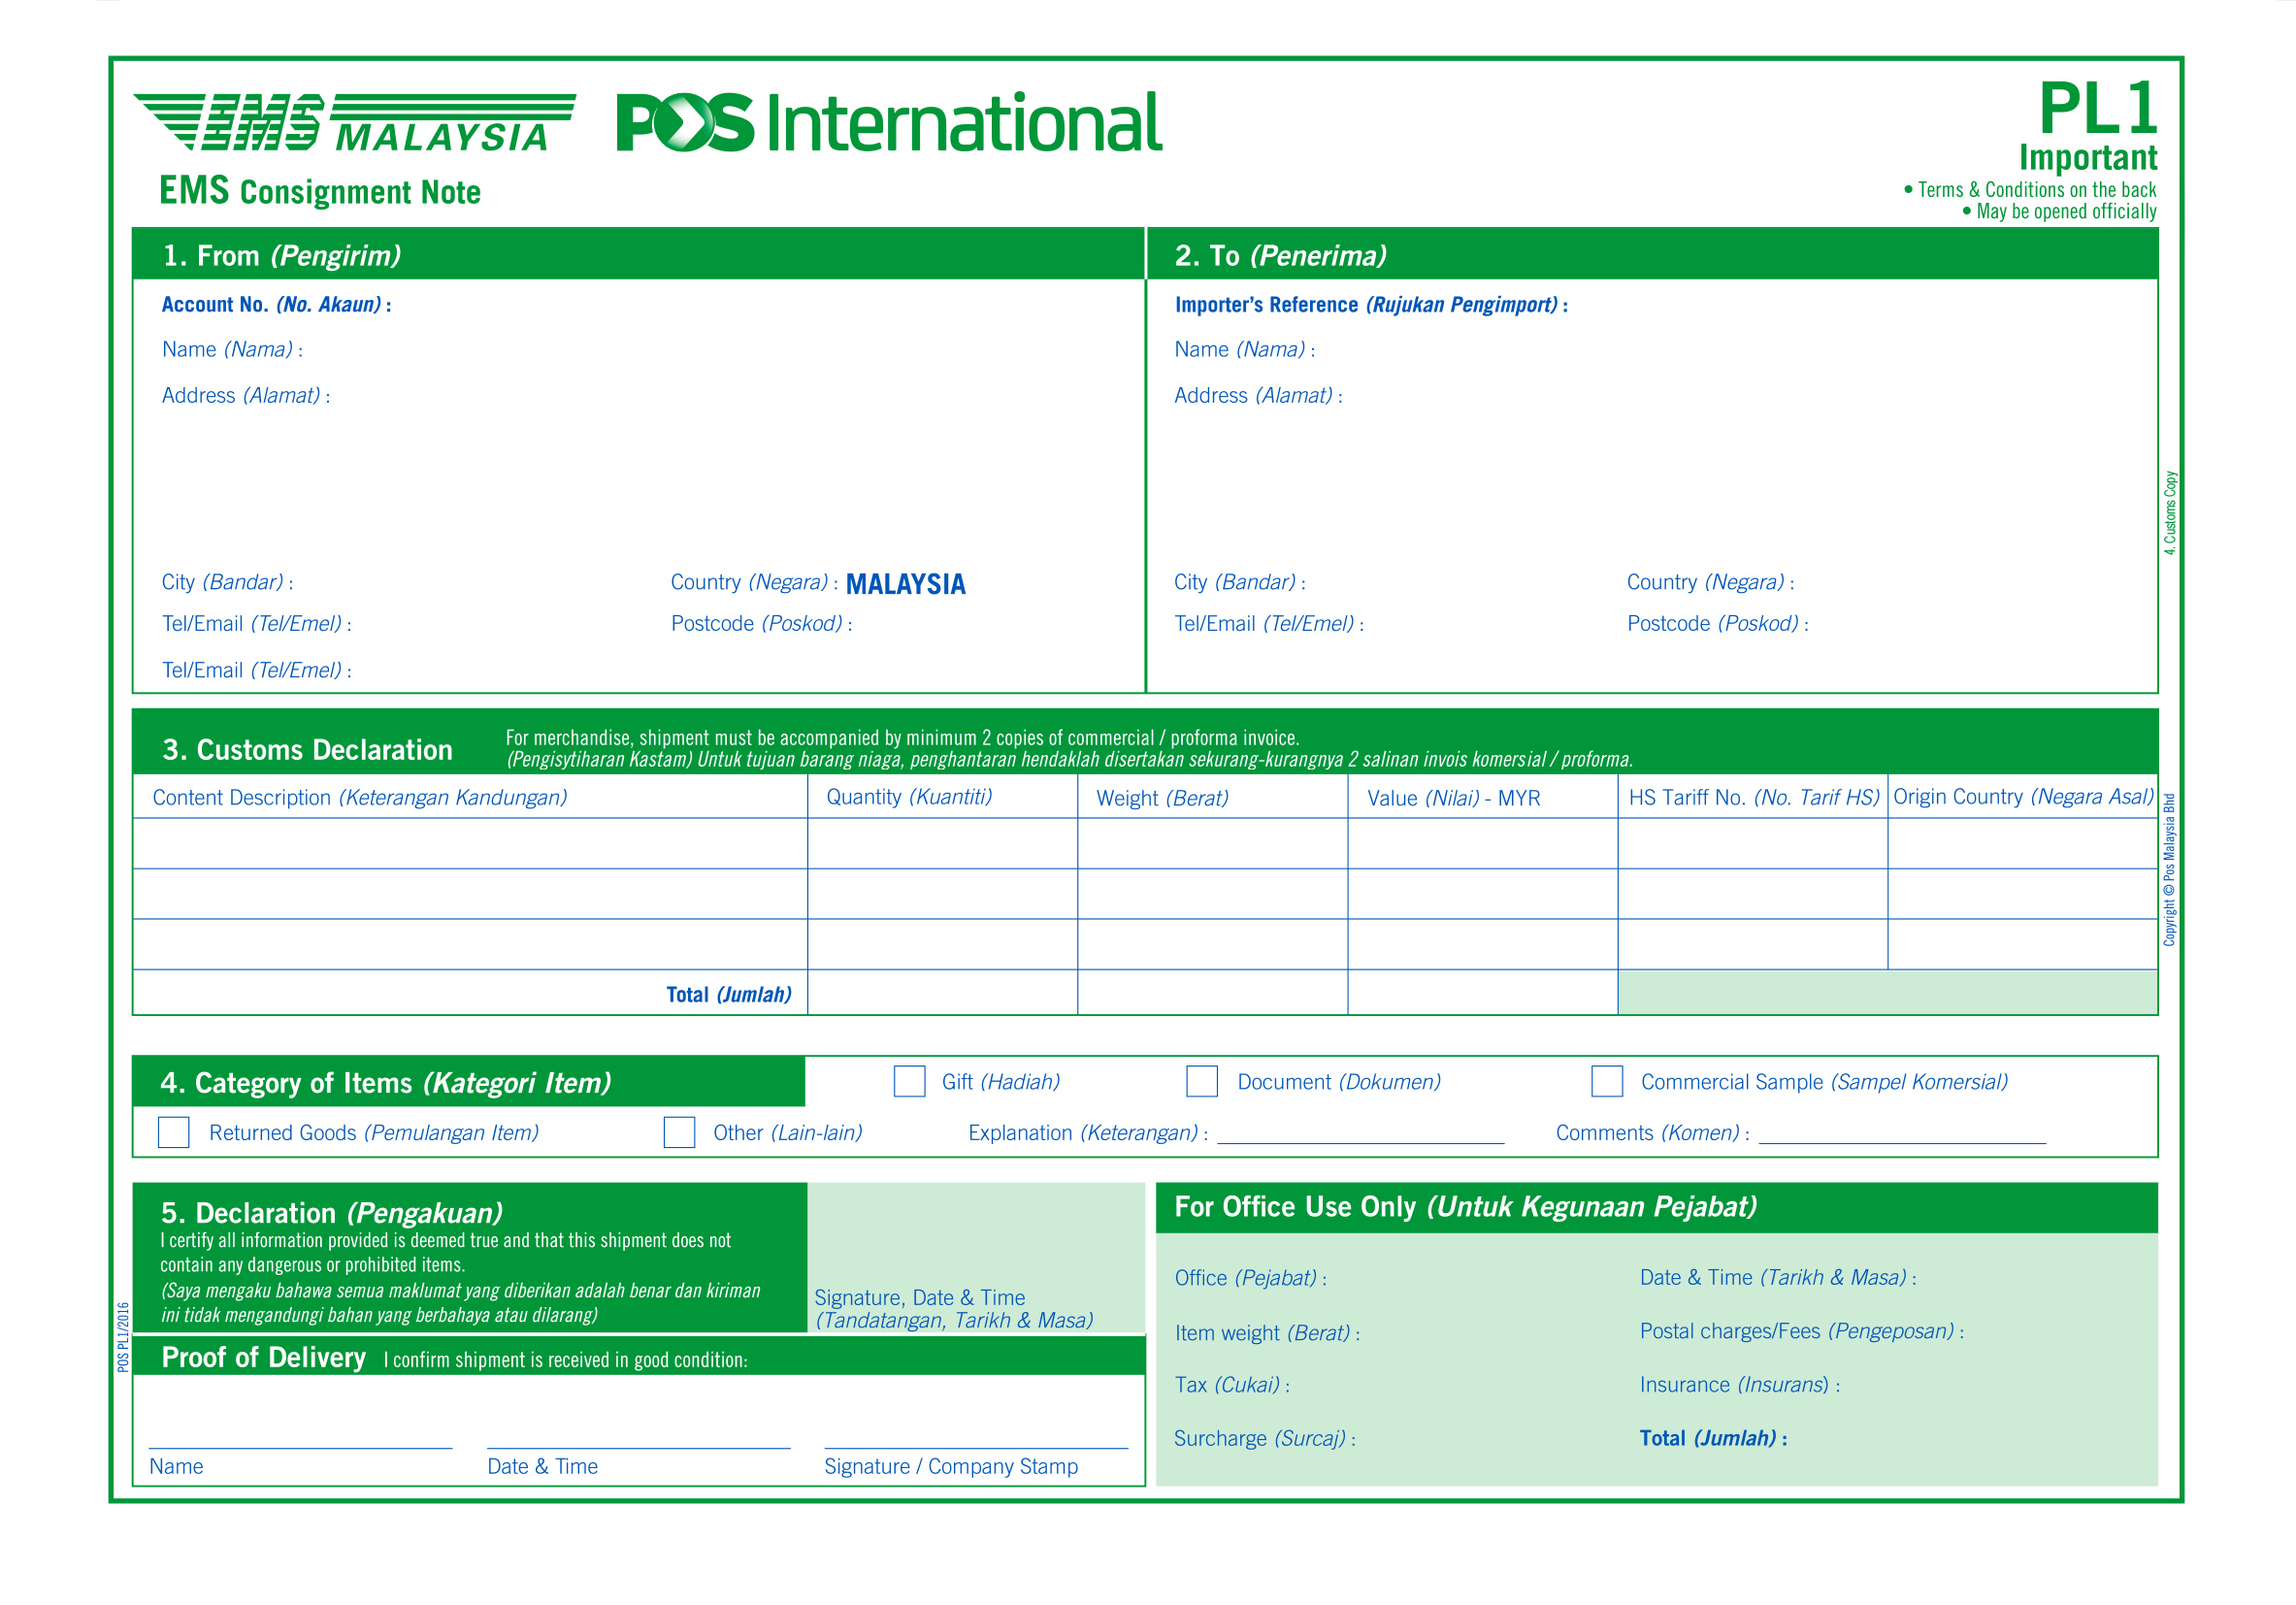 EMS MALAYSIA
POS International
PL1
Important
• Terms & Conditions on the back
• May be opened officially
EMS Consignment Note
1. From (Pengirim)
Account No. (No. Akaun) :
Name (Nama) :
Address (Alamat) :
City (Bandar) :
Country (Negara) : MALAYSIA
Tel/Email (Tel/Emel) :
Postcode (Poskod) :
Tel/Email (Tel/Emel) :
2. To (Penerima)
Importer’s Reference (Rujukan Pengimport) :
Name (Nama) :
Address (Alamat) :
City (Bandar) :
Country (Negara) :
Tel/Email (Tel/Emel) :
Postcode (Poskod) :
4. Customs Copy
3. Customs Declaration
For merchandise, shipment must be accompanied by minimum 2 copies of commercial / proforma invoice.
(Pengisytiharan Kastam) Untuk tujuan barang niaga, penghantaran hendaklah disertakan sekurang-kurangnya 2 salinan invois komersial / proforma.
Content Description (Keterangan Kandungan)
Quantity (Kuantiti)
Weight (Berat)
Value (Nilai) - MYR
HS Tariff No. (No. Tarif HS)
Origin Country (Negara Asal)
Total (Jumlah)
Copyright © Pos Malaysia Bhd
4. Category of Items (Kategori Item)
Gift (Hadiah)
Document (Dokumen)
Commercial Sample (Sampel Komersial)
Returned Goods (Pemulangan Item)
Other (Lain-lain)
Explanation (Keterangan) :
Comments (Komen) :
5. Declaration (Pengakuan)
I certify all information provided is deemed true and that this shipment does not
contain any dangerous or prohibited items.
(Saya mengaku bahawa semua maklumat yang diberikan adalah benar dan kiriman
ini tidak mengandungi bahan yang berbahaya atau dilarang)
Signature, Date & Time
(Tandatangan, Tarikh & Masa)
Proof of Delivery I confirm shipment is received in good condition:
Name
Date & Time
Signature / Company Stamp
POS PL1/2016
For Office Use Only (Untuk Kegunaan Pejabat)
Office (Pejabat) :
Date & Time (Tarikh & Masa) :
Item weight (Berat) :
Postal charges/Fees (Pengeposan) :
Tax (Cukai) :
Insurance (Insurans) :
Surcharge (Surcaj) :
Total (Jumlah) :